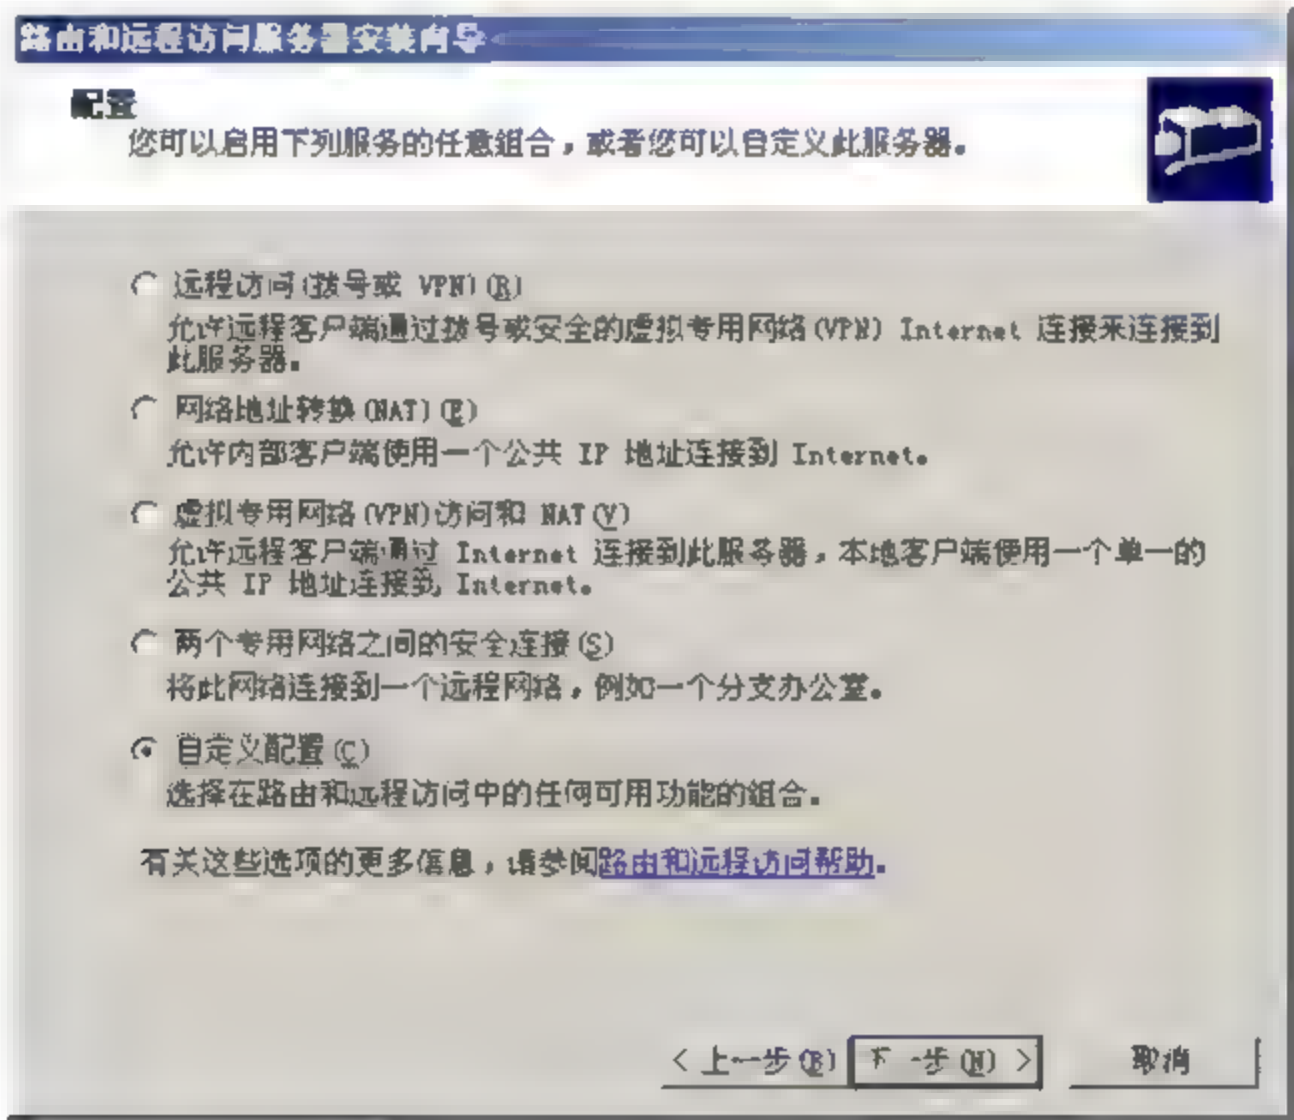 路由和远程访问服务器安装向导
配置
您可以启用下列服务的任意组合，或者您可以自定义此服务器。
远程访问(拨号或 VPN)(R)
允许远程客户端通过拨号或安全的虚拟专用网络(VPN) Internet 连接来连接到
此服务器。
网络地址转换(NAT)(E)
允许内部客户端使用一个公共 IP 地址连接到 Internet。
虚拟专用网络(VPN)访问和 NAT(V)
允许远程客户端通过 Internet 连接到此服务器，本地客户端使用一个单一的
公共 IP 地址连接到 Internet。
两个专用网络之间的安全连接(S)
将此网络连接到一个远程网络，例如一个分支办公室。
自定义配置(C)
选择在路由和远程访问中的任何可用功能的组合。
有关这些选项的更多信息，请参阅路由和远程访问帮助。
< 上一步(B) 下一步(N) > 取消